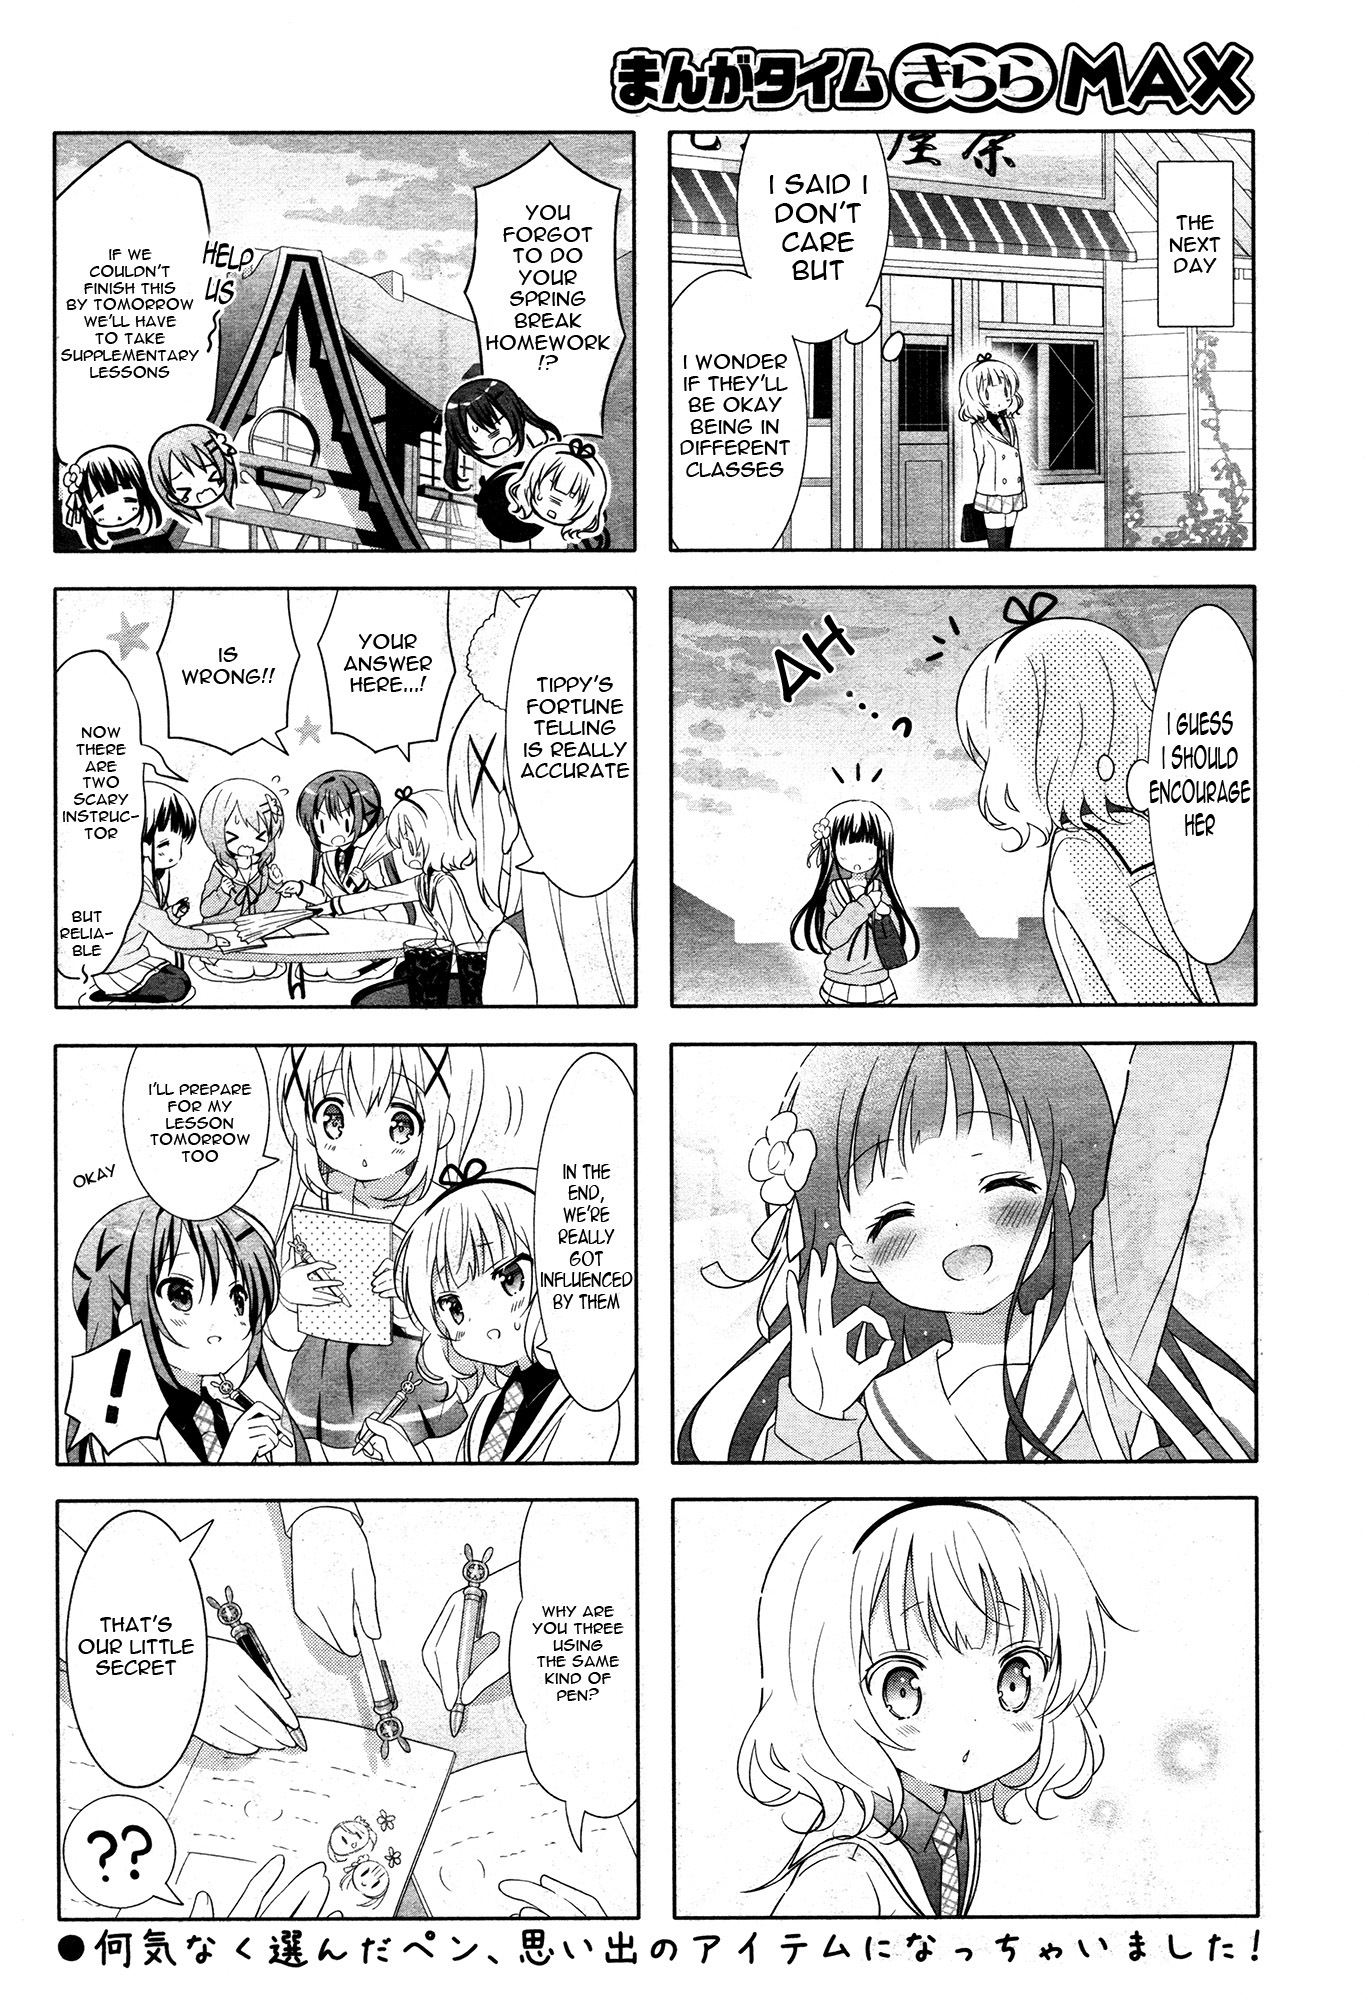 まんがタイムきららMAX
THE
NEXT
DAY
I SAID I
DON'T
CARE
BUT
I WONDER
IF THEY'LL
BE OKAY
BEING IN
DIFFERENT
CLASSES
I GUESS
I SHOULD
ENCOURAGE
HER
AH...
YOU
FORGOT
TO DO
YOUR
SPRING
BREAK
HOMEWORK
!?
HELP
US
IF WE
COULDN'T
FINISH THIS
BY TOMORROW
WE'LL HAVE
TO TAKE
SUPPLEMENTARY
LESSONS
TIPPY'S
FORTUNE
TELLING
IS REALLY
ACCURATE
YOUR
ANSWER
HERE...!
IS
WRONG!!
NOW
THERE
ARE
TWO
SCARY
INSTRUC-
TOR
BUT
RELIA-
BLE
IN THE
END,
WE'RE
REALLY
GOT
INFLUENCED
BY THEM
I'LL PREPARE
FOR MY
LESSON
TOMORROW
TOO
OKAY
!
WHY ARE
YOU THREE
USING
THE SAME
KIND OF
PEN?
THAT'S
OUR LITTLE
SECRET
??
●何気なく選んだペン、思い出のアイテムになっちゃいました!